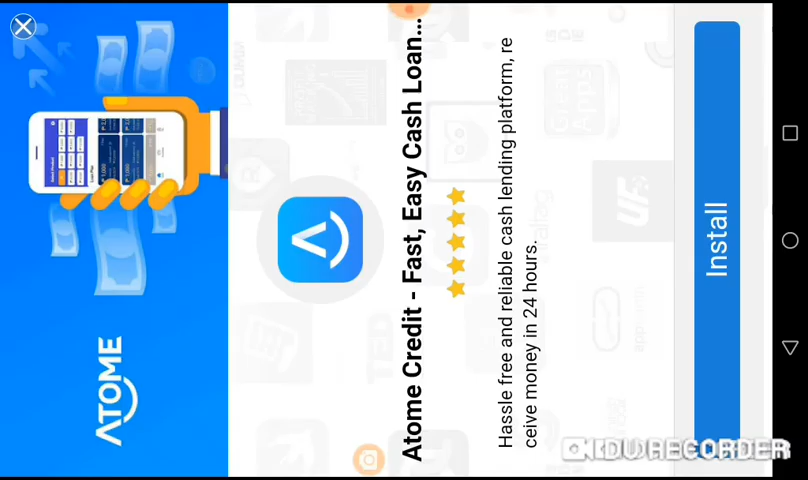 ATOME
Atome Credit - Fast, Easy Cash Loan...
Hassle free and reliable cash lending platform, re
ceive money in 24 hours.
Install
DU RECORDER